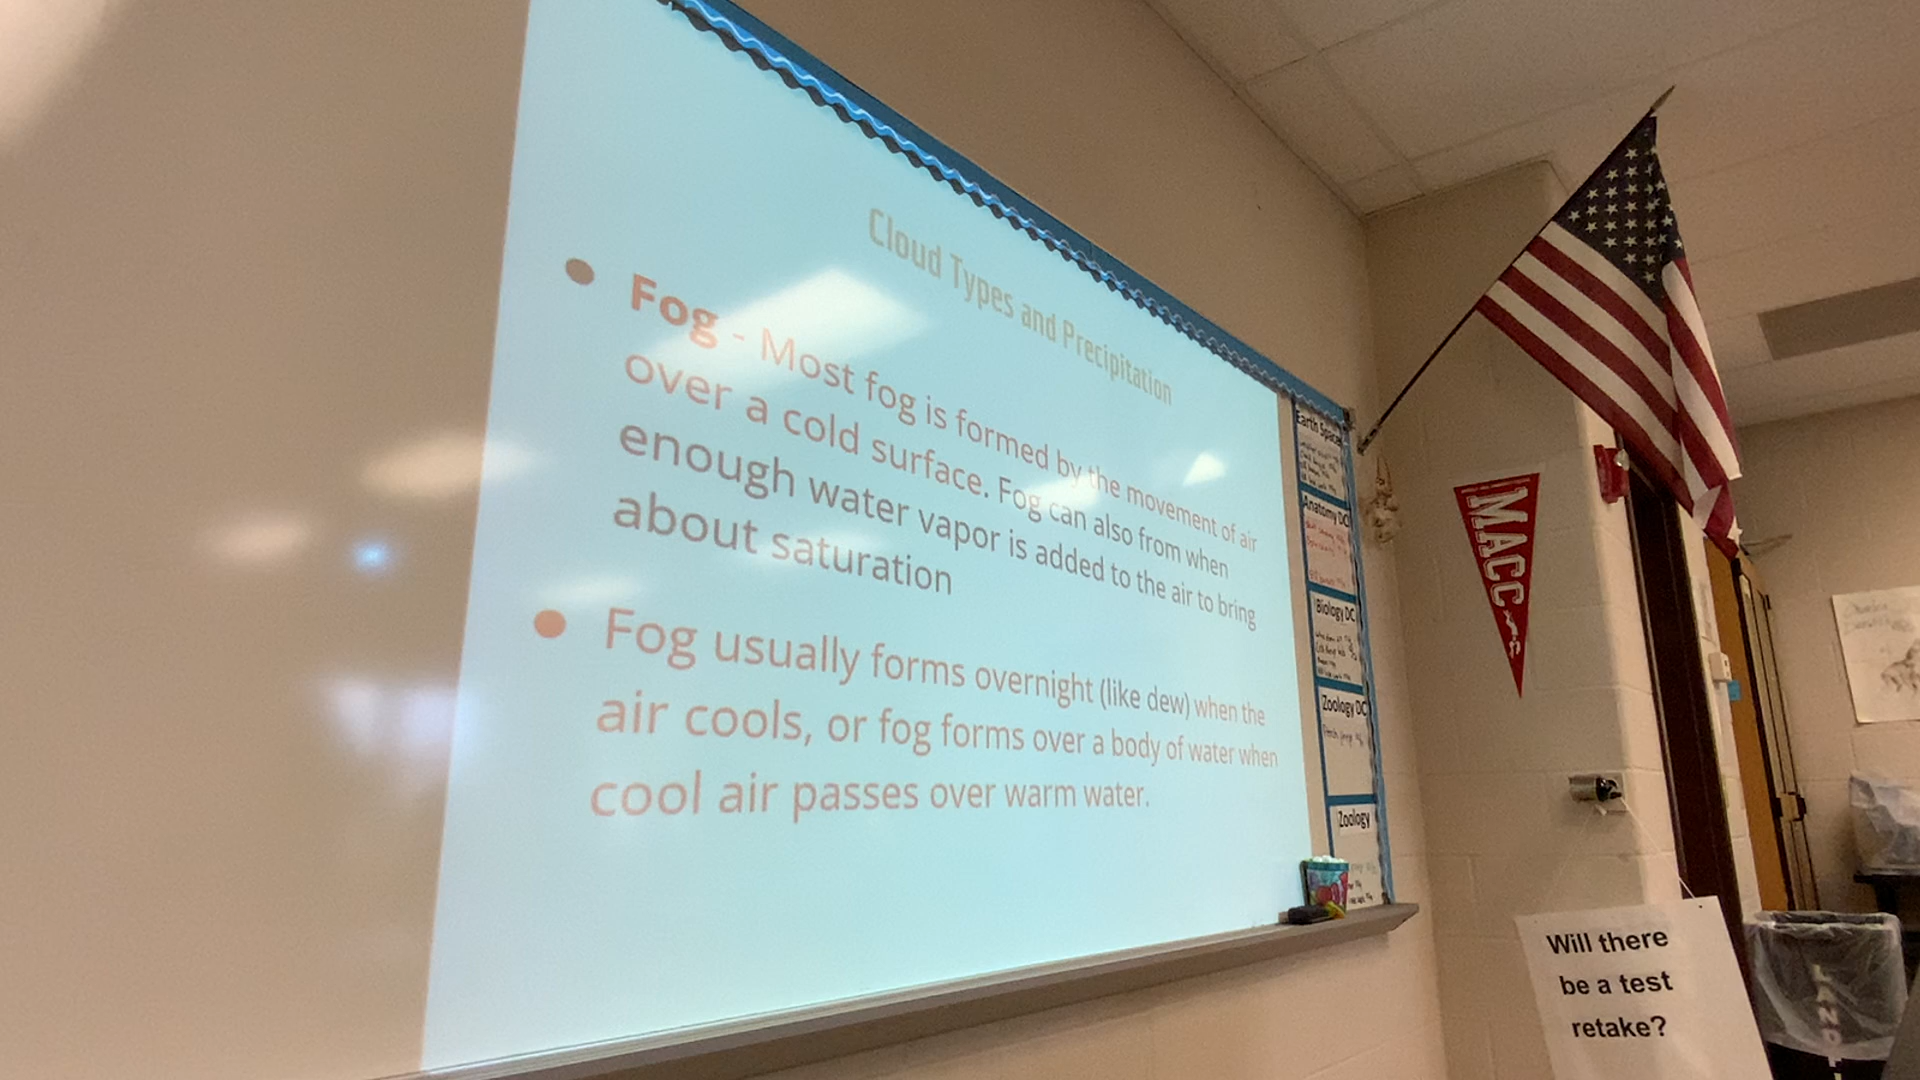 Cloud Types and Precipitation
● Fog - Most fog is formed by the movement of air
over a cold surface. Fog can also from when
enough water vapor is added to the air to bring
about saturation
● Fog usually forms overnight (like dew) when the
air cools, or fog forms over a body of water when
cool air passes over warm water.
Earth Space
Anatomy DC
Biology DC
Zoology DC
Zoology
MACC
Will there
be a test
retake?